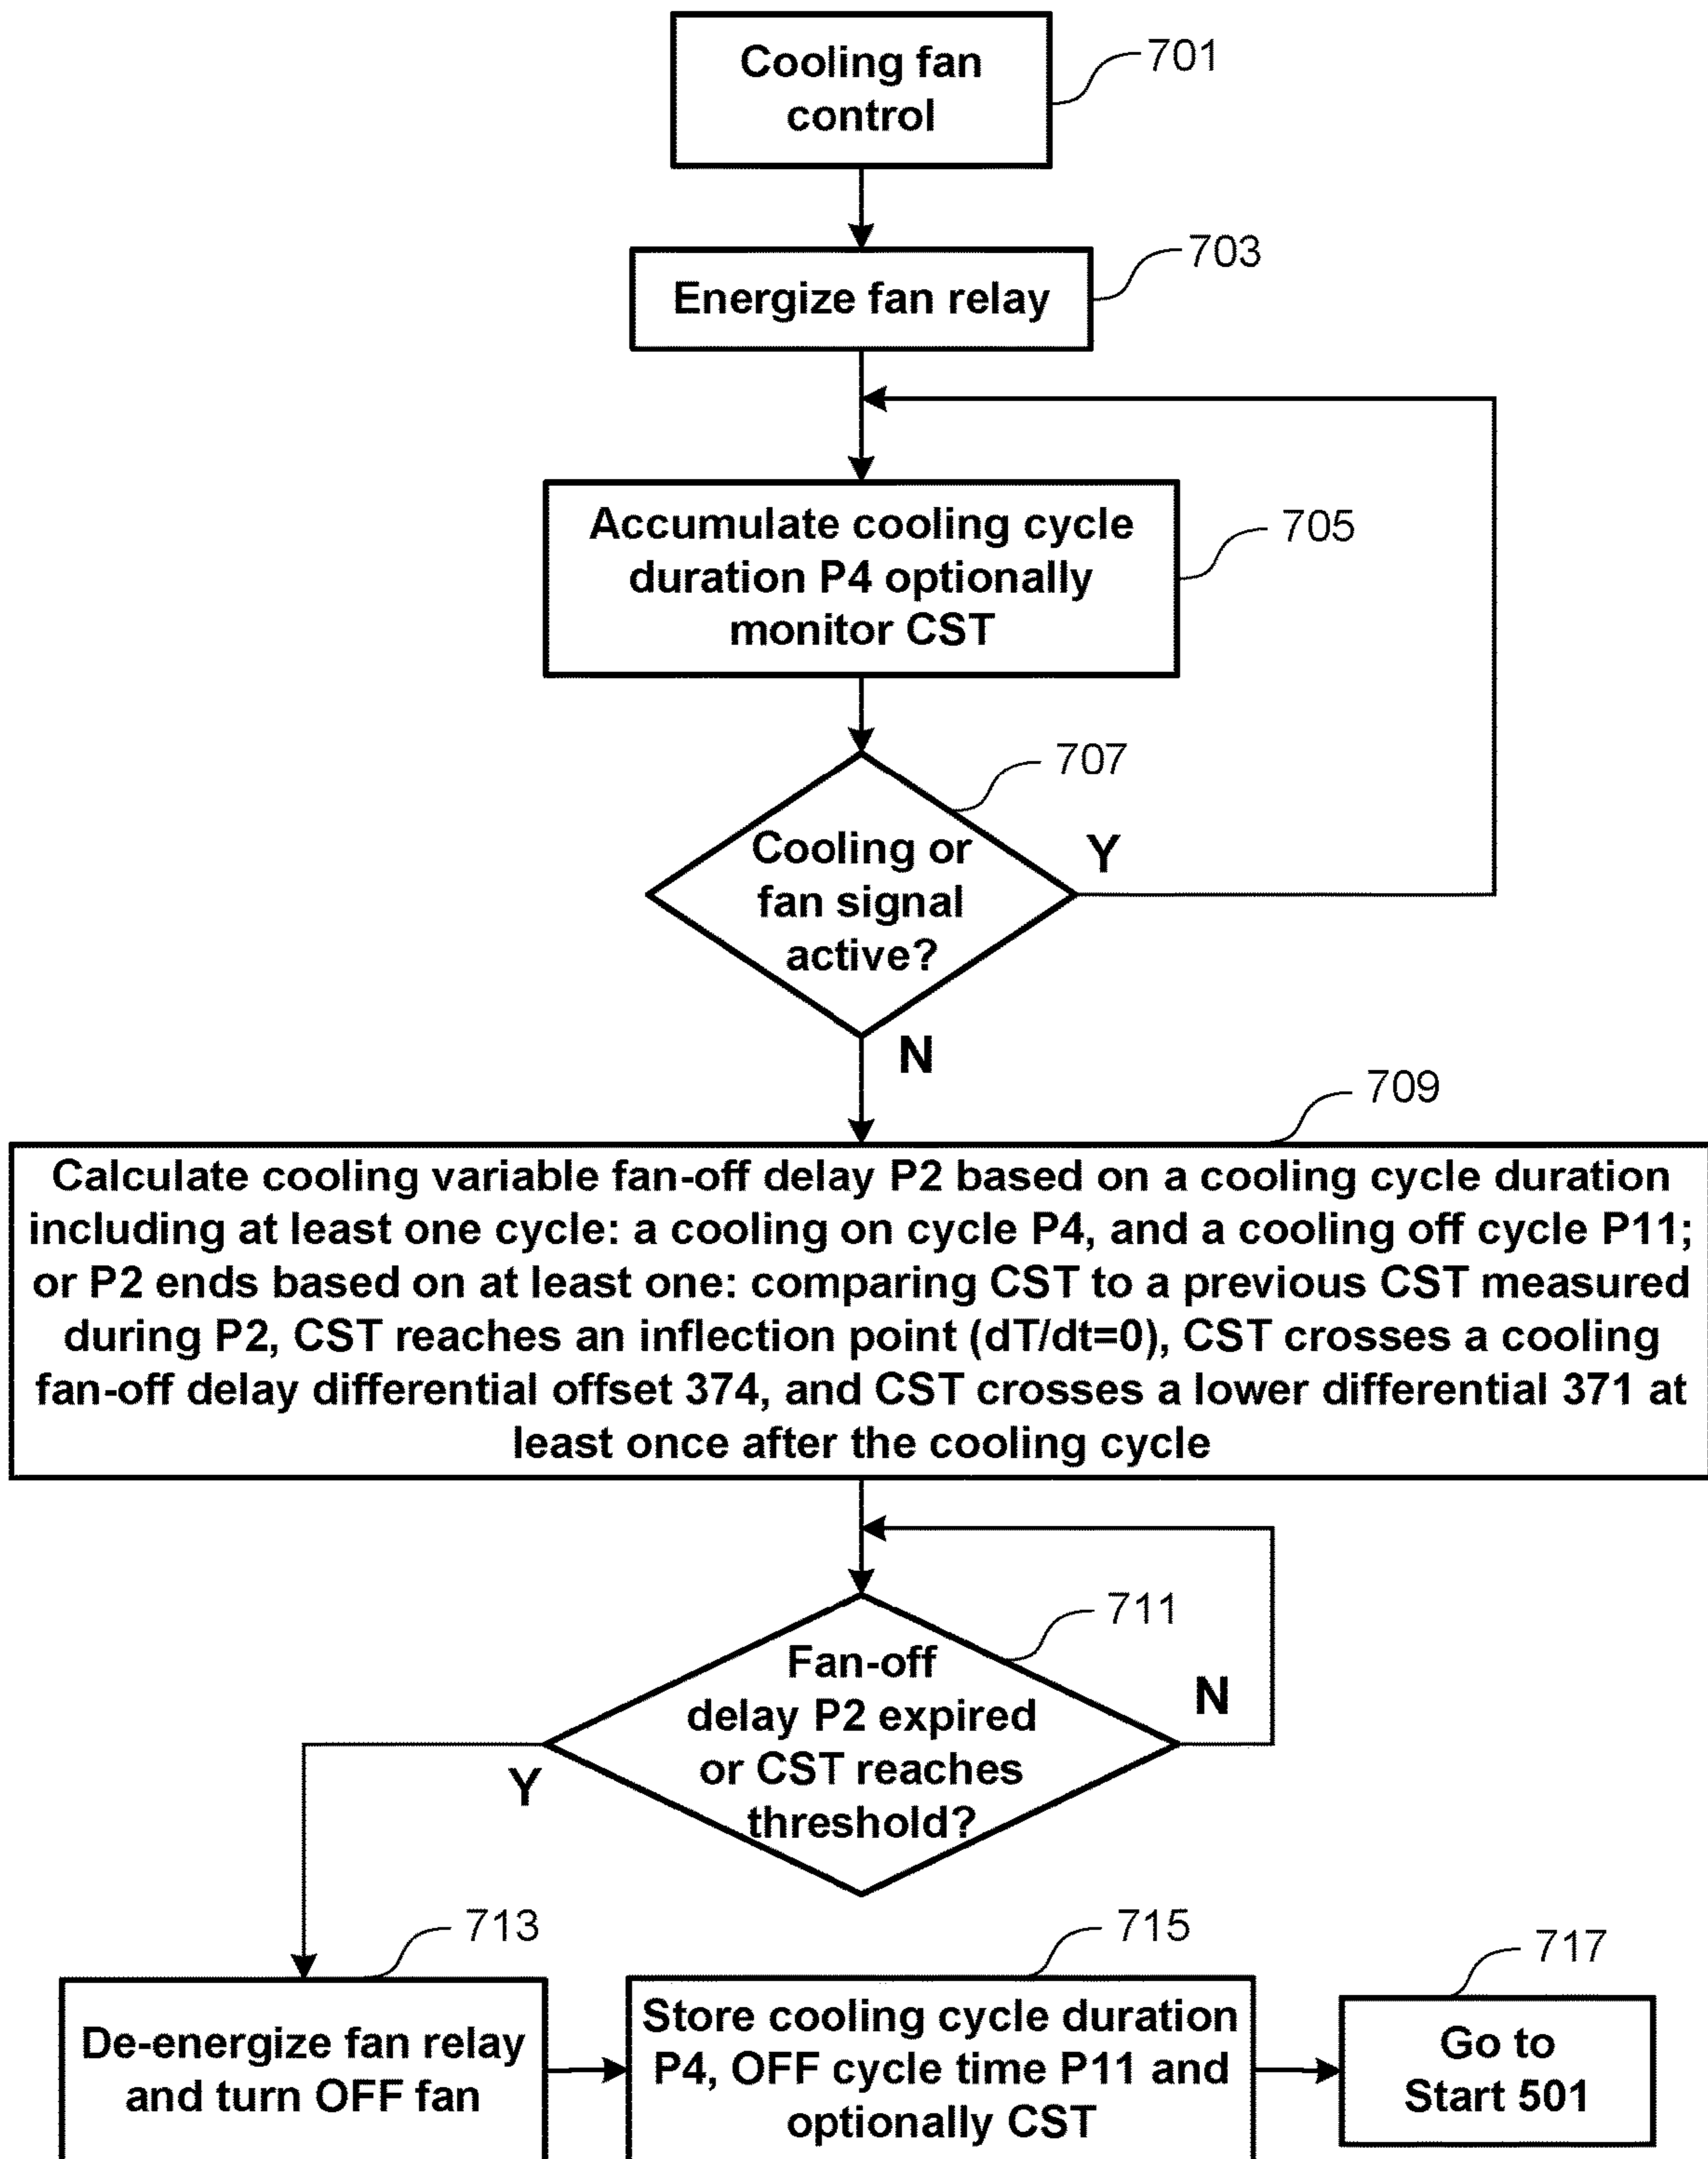 Cooling fan
control
701
703
Energize fan relay
Accumulate cooling cycle
duration P4 optionally
monitor CST
705
707
Cooling or
fan signal
active?
Y
N
709
Calculate cooling variable fan-off delay P2 based on a cooling cycle duration
including at least one cycle: a cooling on cycle P4, and a cooling off cycle P11;
or P2 ends based on at least one: comparing CST to a previous CST measured
during P2, CST reaches an inflection point (dT/dt=0), CST crosses a cooling
fan-off delay differential offset 374, and CST crosses a lower differential 371 at
least once after the cooling cycle
711
Fan-off
delay P2 expired
or CST reaches
threshold?
N
Y
713
De-energize fan relay
and turn OFF fan
715
Store cooling cycle duration
P4, OFF cycle time P11 and
optionally CST
717
Go to
Start 501